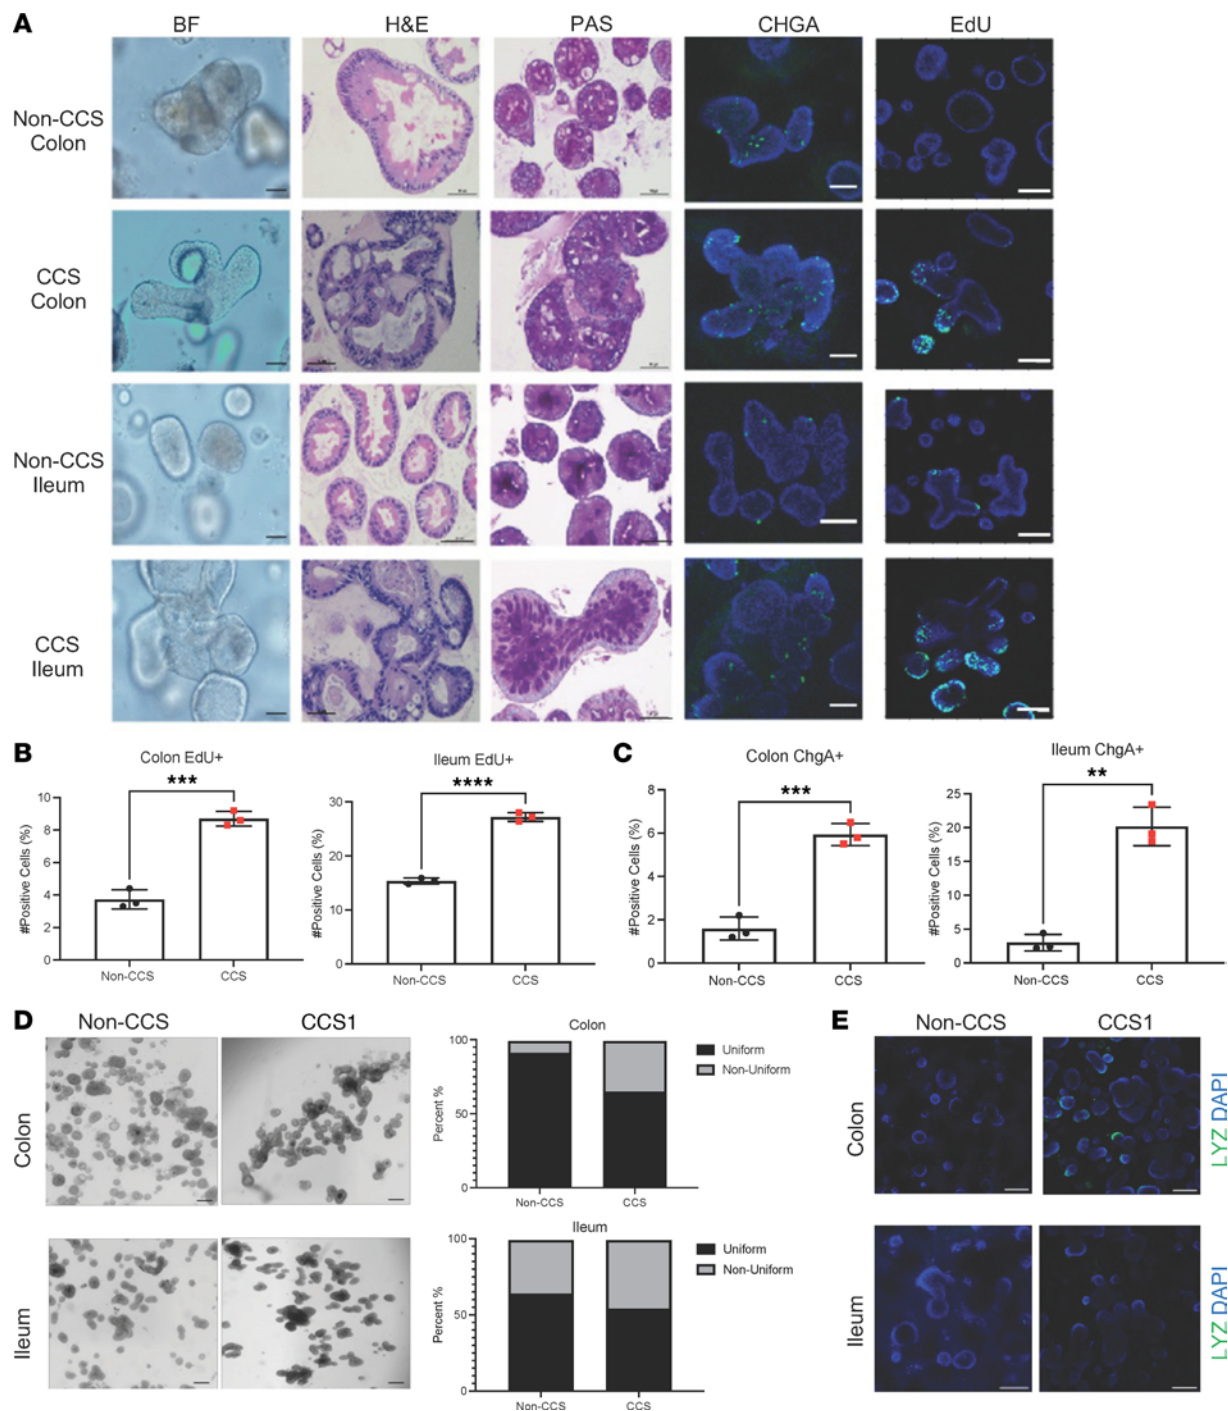 A
BF
H&E
PAS
CHGA
EdU
Non-CCS
Colon
CCS
Colon
Non-CCS
Ileum
CCS
Ileum
B
Colon EdU+
***
10
8
6
4
2
0
#Positive Cells (%)
Non-CCS
CCS
Ileum EdU+
****
30
20
10
0
#Positive Cells (%)
Non-CCS
CCS
C
Colon ChgA+
***
8
6
4
2
0
#Positive Cells (%)
Non-CCS
CCS
Ileum ChgA+
**
25
20
15
10
5
0
#Positive Cells (%)
Non-CCS
CCS
D
Non-CCS
CCS1
Colon
Ileum
Colon
100
50
0
Percent %
Non-CCS
CCS
Uniform
Non-Uniform
Ileum
100
50
0
Percent %
Non-CCS
CCS
Uniform
Non-Uniform
E
Non-CCS
CCS1
Colon
LYZ DAPI
Ileum
LYZ DAPI